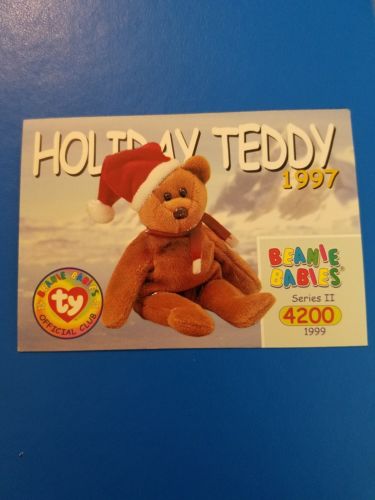 HOLIDAY TEDDY
1997
BEANIE
BABIES®
Series II
4200
1999
BEANIE BABIES
ty
OFFICIAL CLUB